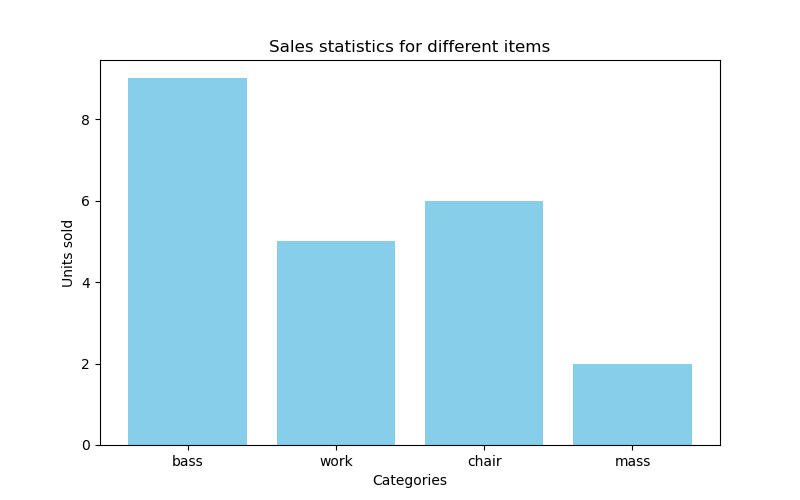 Sales statistics for different items
Units sold
8
6
4
2
0
bass work chair mass
Categories